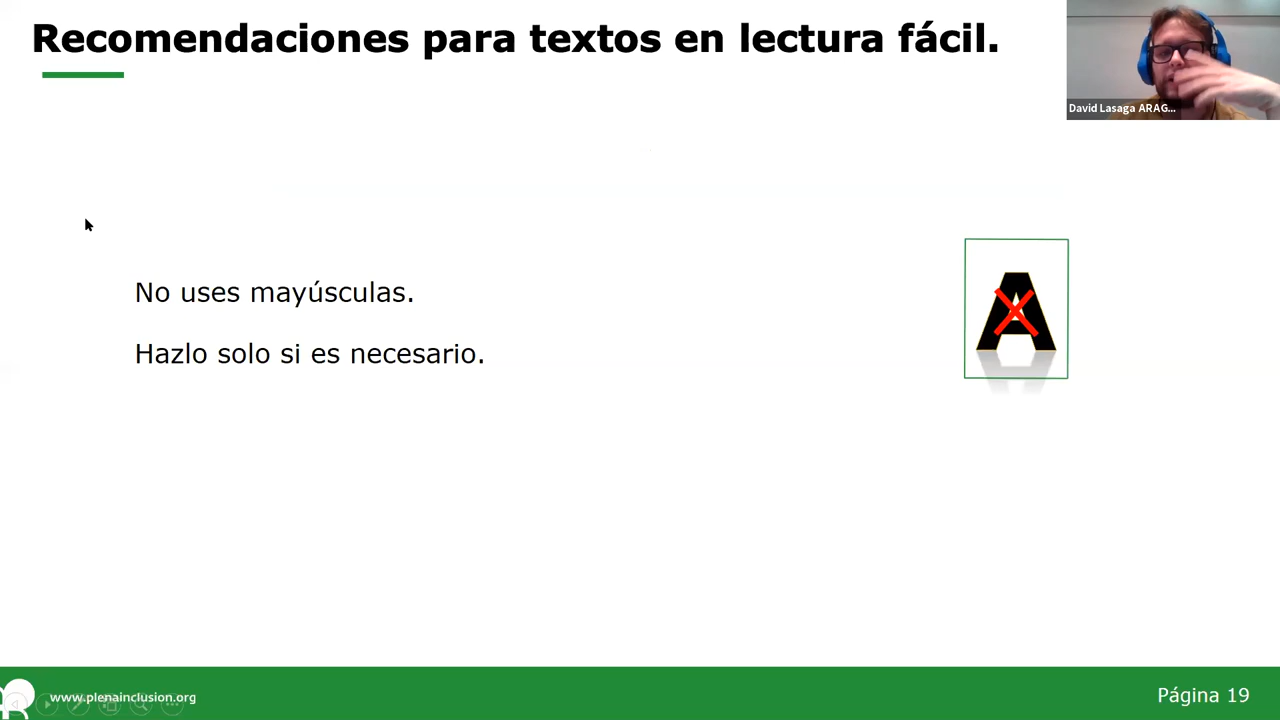 Recomendaciones para textos en lectura fácil.
David Lasaga ARAG...
No uses mayúsculas.
A
Hazlo solo si es necesario.
www.plenainclusion.org
Página 19